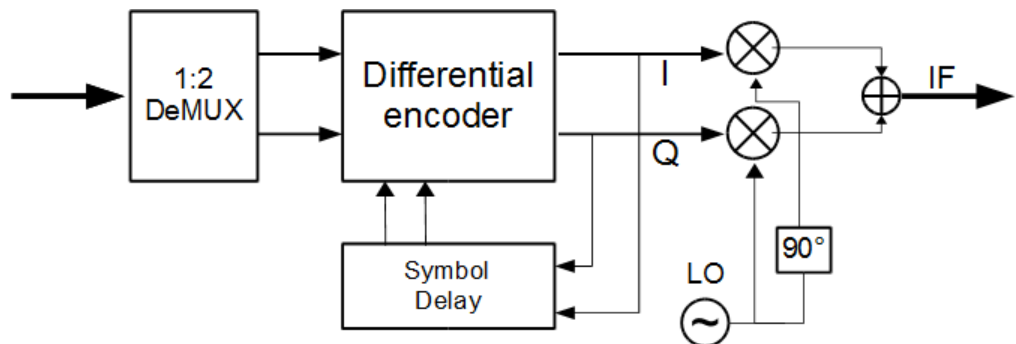 1:2
DeMUX
Differential
encoder
I
Q
IF
Symbol
Delay
90°
LO
~